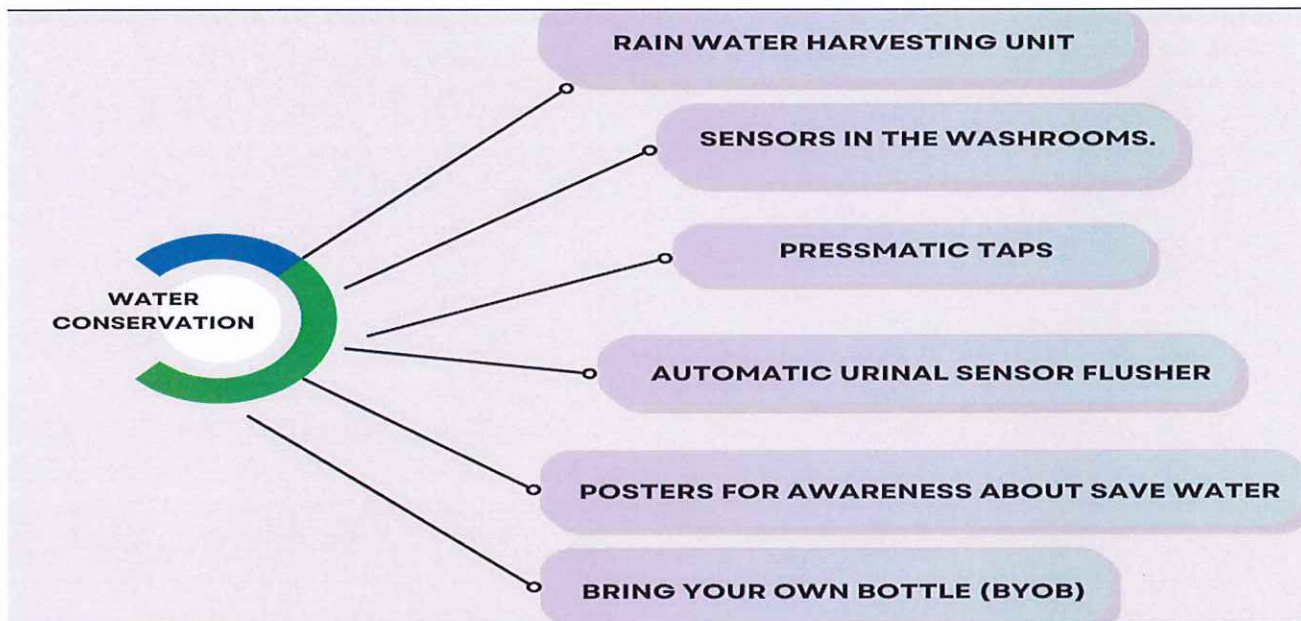 RAIN WATER HARVESTING UNIT
SENSORS IN THE WASHROOMS.
PRESSMATIC TAPS
WATER
CONSERVATION
AUTOMATIC URINAL SENSOR FLUSHER
POSTERS FOR AWARENESS ABOUT SAVE WATER
BRING YOUR OWN BOTTLE (BYOB)